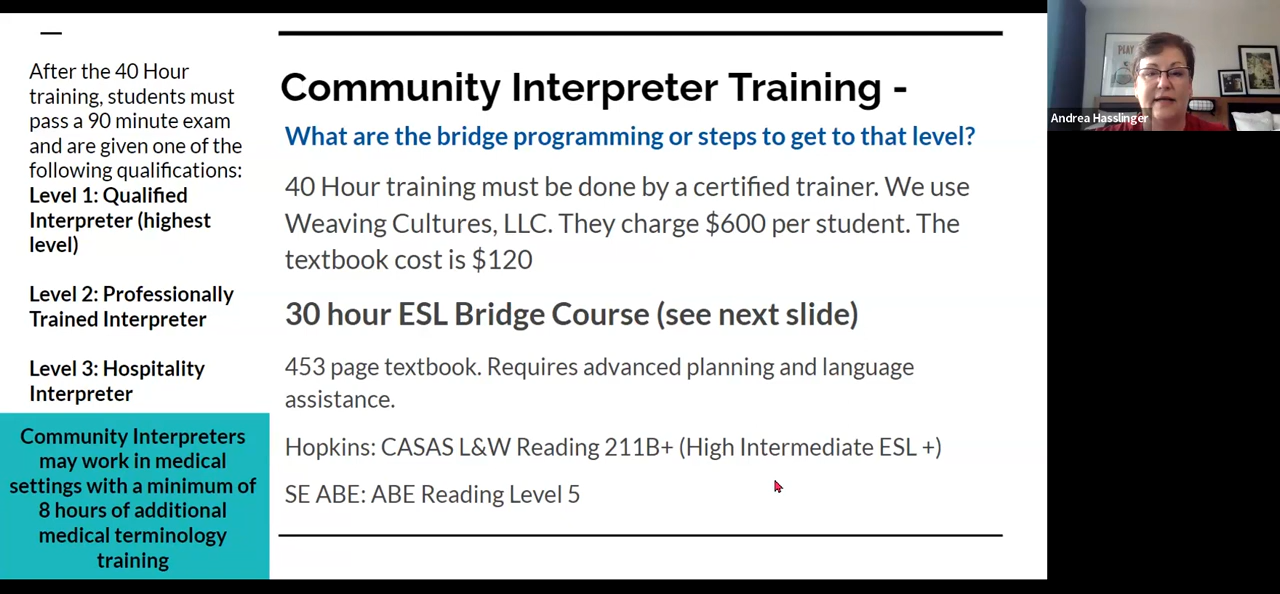 After the 40 Hour
training, students must
pass a 90 minute exam
and are given one of the
following qualifications:
Level 1: Qualified
Interpreter (highest
level)
Level 2: Professionally
Trained Interpreter
Level 3: Hospitality
Interpreter
Community Interpreters
may work in medical
settings with a minimum of
8 hours of additional
medical terminology
training
Community Interpreter Training -
What are the bridge programming or steps to get to that level?
40 Hour training must be done by a certified trainer. We use
Weaving Cultures, LLC. They charge $600 per student. The
textbook cost is $120
30 hour ESL Bridge Course (see next slide)
453 page textbook. Requires advanced planning and language
assistance.
Hopkins: CASAS L&W Reading 211B+ (High Intermediate ESL +)
SE ABE: ABE Reading Level 5
PLAY
Andrea Hasslinger